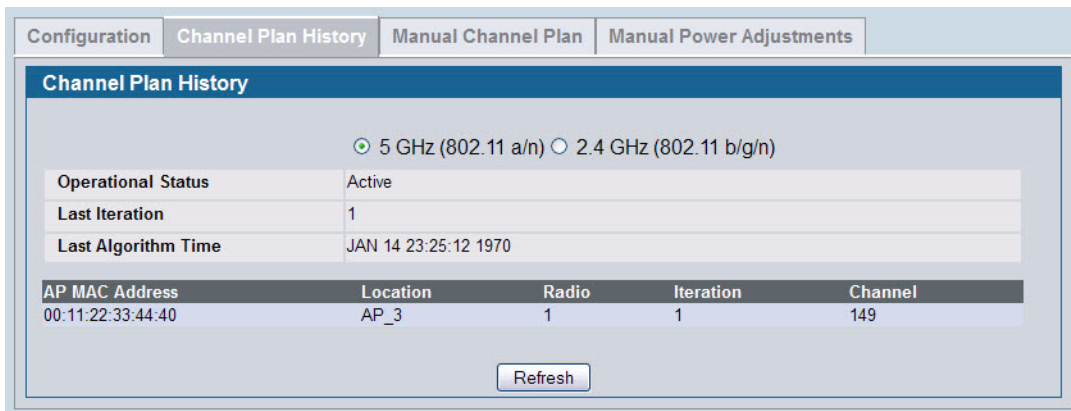 Configuration Channel Plan History Manual Channel Plan Manual Power Adjustments
Channel Plan History
5 GHz (802.11 a/n) 2.4 GHz (802.11 b/g/n)
Operational Status Active
Last Iteration 1
Last Algorithm Time JAN 14 23:25:12 1970
AP MAC Address Location Radio Iteration Channel
00:11:22:33:44:40 AP_3 1 1 149
Refresh